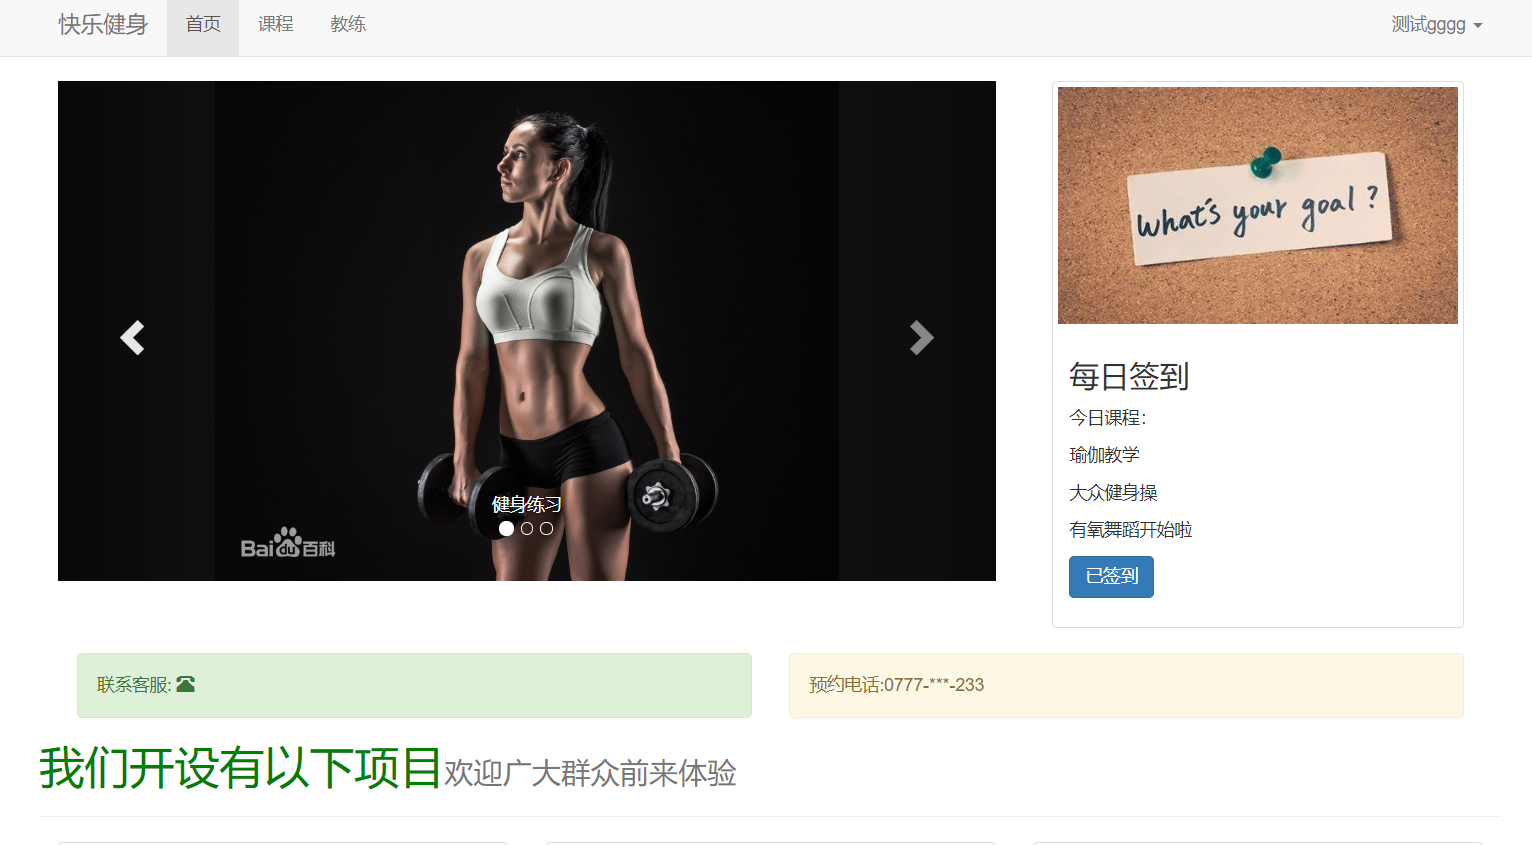 快乐健身 首页 课程 教练 测试gggg
what's your goal ?
健身练习
Bai du 百科
每日签到
今日课程：
瑜伽教学
大众健身操
有氧舞蹈开始啦
已签到
联系客服:
预约电话:0777-***-233
我们开设有以下项目欢迎广大群众前来体验